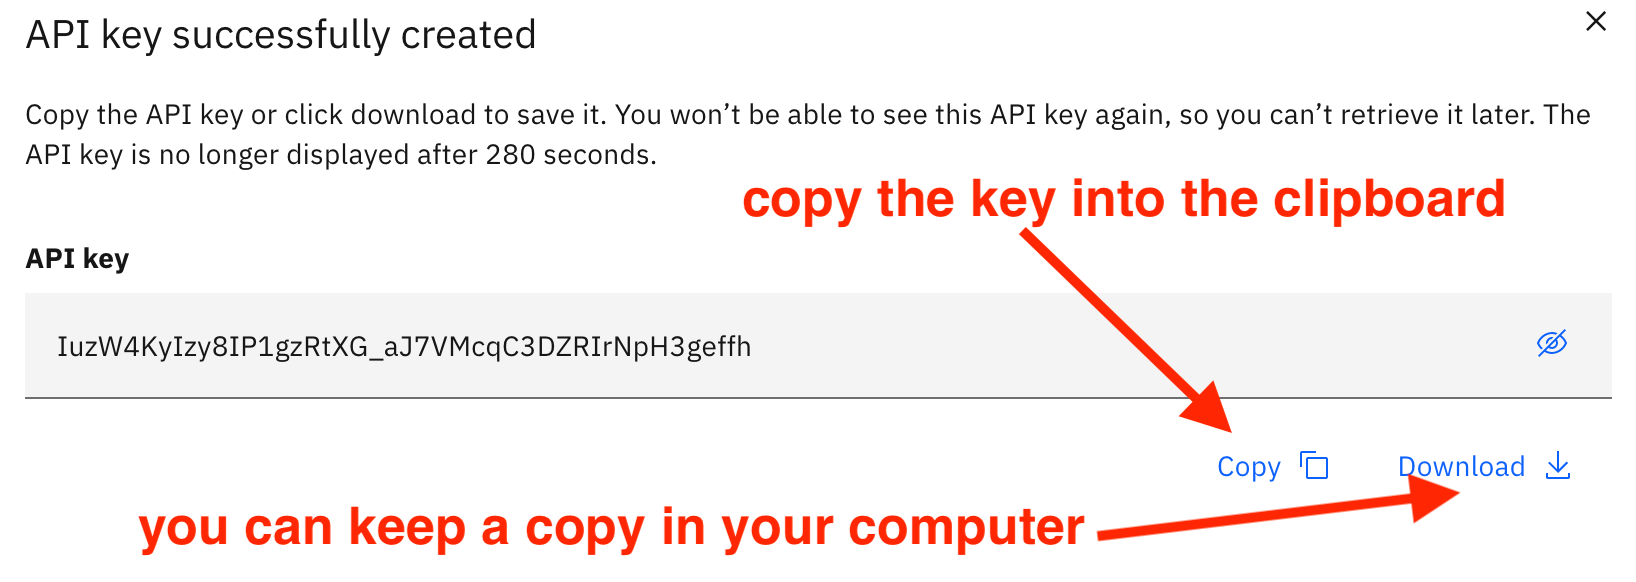 API key successfully created
Copy the API key or click download to save it. You won’t be able to see this API key again, so you can’t retrieve it later. The
API key is no longer displayed after 280 seconds.
copy the key into the clipboard
API key
IuzW4KyIzy8IP1gzRtXG_aJ7VMcqC3DZRIrNpH3geffh
Copy
Download
you can keep a copy in your computer